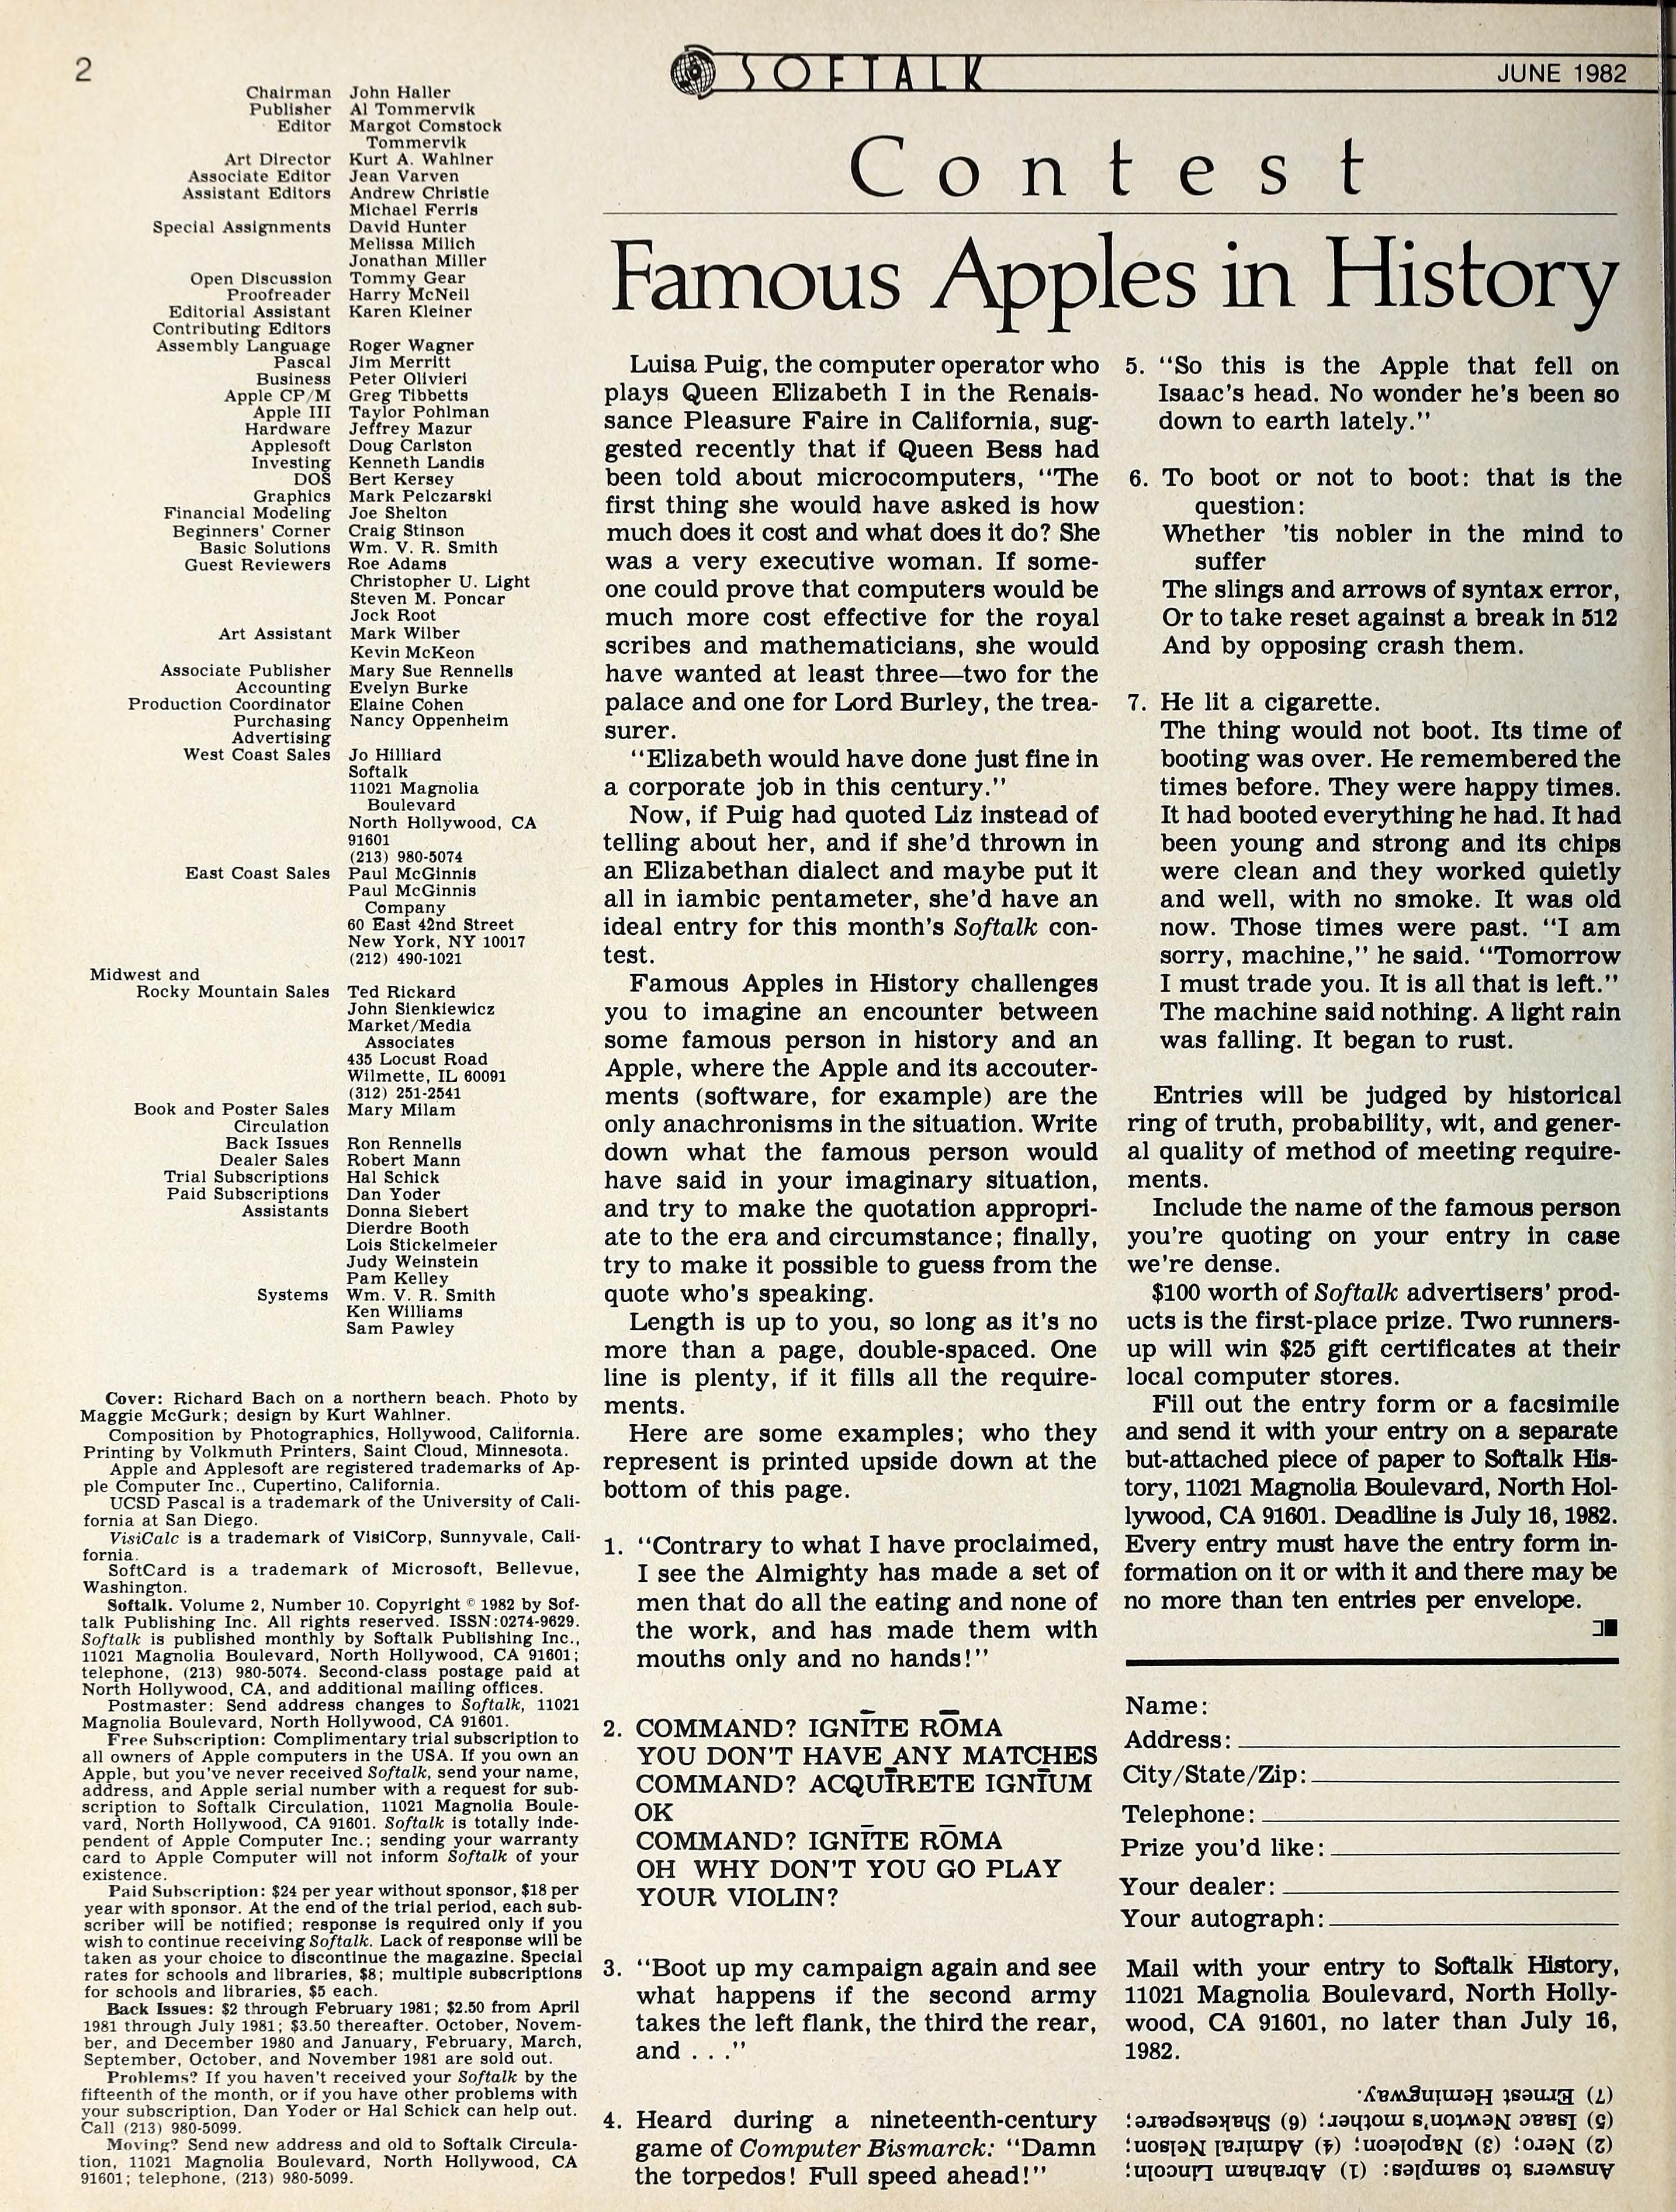 2
SOFTALK
JUNE 1982
Chairman John Haller
Publisher Al Tommervik
Editor Margot Comstock
Tommervik
Art Director Kurt A. Wahlner
Associate Editor Jean Varven
Assistant Editors Andrew Christie
Michael Ferris
Special Assignments David Hunter
Melissa Milich
Jonathan Miller
Open Discussion Tommy Gear
Proofreader Harry McNeil
Editorial Assistant Karen Kleiner
Contributing Editors
Assembly Language Roger Wagner
Pascal Jim Merritt
Business Peter Olivieri
Apple CP/M Greg Tibbetts
Apple III Taylor Pohlman
Hardware Jeffrey Mazur
Applesoft Doug Carlston
Investing Kenneth Landis
DOS Bert Kersey
Graphics Mark Pelczarski
Financial Modeling Joe Shelton
Beginners' Corner Craig Stinson
Basic Solutions Wm. V. R. Smith
Guest Reviewers Roe Adams
Christopher U. Light
Steven M. Poncar
Jock Root
Art Assistant Mark Wilber
Kevin McKeon
Associate Publisher Mary Sue Rennells
Accounting Evelyn Burke
Production Coordinator Elaine Cohen
Purchasing Nancy Oppenheim
Advertising
West Coast Sales Jo Hilliard
Softalk
11021 Magnolia
Boulevard
North Hollywood, CA
91601
(213) 980-5074
East Coast Sales Paul McGinnis
Paul McGinnis
Company
60 East 42nd Street
New York, NY 10017
(212) 490-1021
Midwest and
Rocky Mountain Sales Ted Rickard
John Sienkiewicz
Market/Media
Associates
435 Locust Road
Wilmette, IL 60091
(312) 251-2541
Book and Poster Sales Mary Milam
Circulation
Back Issues Ron Rennells
Dealer Sales Robert Mann
Trial Subscriptions Hal Schick
Paid Subscriptions Dan Yoder
Assistants Donna Siebert
Dierdre Booth
Lois Stickelmeier
Judy Weinstein
Pam Kelley
Systems Wm. V. R. Smith
Ken Williams
Sam Pawley
Cover: Richard Bach on a northern beach. Photo by
Maggie McGurk; design by Kurt Wahlner.
Composition by Photographics, Hollywood, California.
Printing by Volkmuth Printers, Saint Cloud, Minnesota.
Apple and Applesoft are registered trademarks of Ap-
ple Computer Inc., Cupertino, California.
UCSD Pascal is a trademark of the University of Cali-
fornia at San Diego.
VisiCalc is a trademark of VisiCorp, Sunnyvale, Cali-
fornia.
SoftCard is a trademark of Microsoft, Bellevue,
Washington.
Softalk. Volume 2, Number 10. Copyright © 1982 by Sof-
talk Publishing Inc. All rights reserved. ISSN:0274-9629.
Softalk is published monthly by Softalk Publishing Inc.,
11021 Magnolia Boulevard, North Hollywood, CA 91601;
telephone, (213) 980-5074. Second-class postage paid at
North Hollywood, CA, and additional mailing offices.
Postmaster: Send address changes to Softalk, 11021
Magnolia Boulevard, North Hollywood, CA 91601.
Free Subscription: Complimentary trial subscription to
all owners of Apple computers in the USA. If you own an
Apple, but you've never received Softalk, send your name,
address, and Apple serial number with a request for sub-
scription to Softalk Circulation, 11021 Magnolia Boule-
vard, North Hollywood, CA 91601. Softalk is totally inde-
pendent of Apple Computer Inc.; sending your warranty
card to Apple Computer will not inform Softalk of your
existence.
Paid Subscription: $24 per year without sponsor, $18 per
year with sponsor. At the end of the trial period, each sub-
scriber will be notified; response is required only if you
wish to continue receiving Softalk. Lack of response will be
taken as your choice to discontinue the magazine. Special
rates for schools and libraries, $8; multiple subscriptions
for schools and libraries, $5 each.
Back Issues: $2 through February 1981; $2.50 from April
1981 through July 1981; $3.50 thereafter. October, Novem-
ber, and December 1980 and January, February, March,
September, October, and November 1981 are sold out.
Problems? If you haven't received your Softalk by the
fifteenth of the month, or if you have other problems with
your subscription, Dan Yoder or Hal Schick can help out.
Call (213) 980-5099.
Moving? Send new address and old to Softalk Circula-
tion, 11021 Magnolia Boulevard, North Hollywood, CA
91601; telephone, (213) 980-5099.
Contest
Famous Apples in History
Luisa Puig, the computer operator who
plays Queen Elizabeth I in the Renais-
sance Pleasure Faire in California, sug-
gested recently that if Queen Bess had
been told about microcomputers, "The
first thing she would have asked is how
much does it cost and what does it do? She
was a very executive woman. If some-
one could prove that computers would be
much more cost effective for the royal
scribes and mathematicians, she would
have wanted at least three—two for the
palace and one for Lord Burley, the trea-
surer.
"Elizabeth would have done just fine in
a corporate job in this century."
Now, if Puig had quoted Liz instead of
telling about her, and if she'd thrown in
an Elizabethan dialect and maybe put it
all in iambic pentameter, she'd have an
ideal entry for this month's Softalk con-
test.
Famous Apples in History challenges
you to imagine an encounter between
some famous person in history and an
Apple, where the Apple and its accouter-
ments (software, for example) are the
only anachronisms in the situation. Write
down what the famous person would
have said in your imaginary situation,
and try to make the quotation appropri-
ate to the era and circumstance; finally,
try to make it possible to guess from the
quote who's speaking.
Length is up to you, so long as it's no
more than a page, double-spaced. One
line is plenty, if it fills all the require-
ments.
Here are some examples; who they
represent is printed upside down at the
bottom of this page.
1. "Contrary to what I have proclaimed,
I see the Almighty has made a set of
men that do all the eating and none of
the work, and has made them with
mouths only and no hands!"
2. COMMAND? IGNĪTE RŌMA
YOU DON'T HAVE ANY MATCHES
COMMAND? ACQUĪRETE IGNĪUM
OK
COMMAND? IGNĪTE RŌMA
OH WHY DON'T YOU GO PLAY
YOUR VIOLIN?
3. "Boot up my campaign again and see
what happens if the second army
takes the left flank, the third the rear,
and . . ."
4. Heard during a nineteenth-century
game of Computer Bismarck: "Damn
the torpedos! Full speed ahead!"
5. "So this is the Apple that fell on
Isaac's head. No wonder he's been so
down to earth lately."
6. To boot or not to boot: that is the
question:
Whether 'tis nobler in the mind to
suffer
The slings and arrows of syntax error,
Or to take reset against a break in 512
And by opposing crash them.
7. He lit a cigarette.
The thing would not boot. Its time of
booting was over. He remembered the
times before. They were happy times.
It had booted everything he had. It had
been young and strong and its chips
were clean and they worked quietly
and well, with no smoke. It was old
now. Those times were past. "I am
sorry, machine," he said. "Tomorrow
I must trade you. It is all that is left."
The machine said nothing. A light rain
was falling. It began to rust.
Entries will be judged by historical
ring of truth, probability, wit, and gener-
al quality of method of meeting require-
ments.
Include the name of the famous person
you're quoting on your entry in case
we're dense.
$100 worth of Softalk advertisers' prod-
ucts is the first-place prize. Two runners-
up will win $25 gift certificates at their
local computer stores.
Fill out the entry form or a facsimile
and send it with your entry on a separate
but-attached piece of paper to Softalk His-
tory, 11021 Magnolia Boulevard, North Hol-
lywood, CA 91601. Deadline is July 16, 1982.
Every entry must have the entry form in-
formation on it or with it and there may be
no more than ten entries per envelope.
Name:
Address:
City/State/Zip:
Telephone:
Prize you'd like:
Your dealer:
Your autograph:
Mail with your entry to Softalk History,
11021 Magnolia Boulevard, North Holly-
wood, CA 91601, no later than July 16,
1982.
Answers to samples: (1) Abraham Lincoln;
(2) Nero; (3) Napoleon; (4) Admiral Nelson;
(5) Isaac Newton's mother; (6) Shakespeare;
(7) Ernest Hemingway.